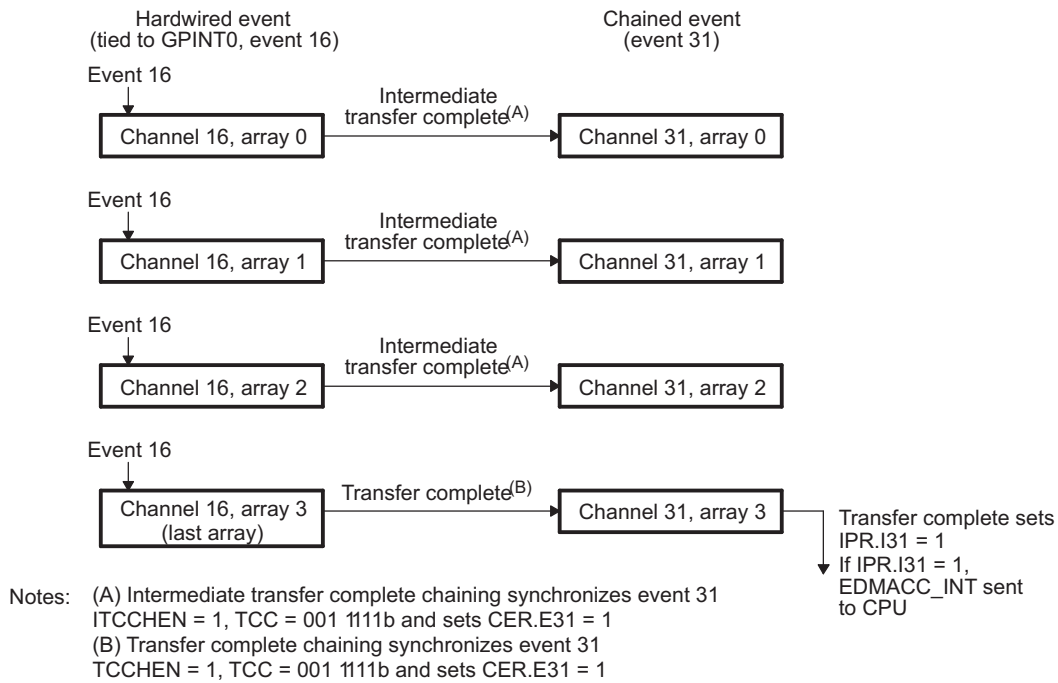 Hardwired event
(tied to GPINT0, event 16)
Chained event
(event 31)
Event 16
Channel 16, array 0
Intermediate
transfer complete(A)
Channel 31, array 0
Event 16
Channel 16, array 1
Intermediate
transfer complete(A)
Channel 31, array 1
Event 16
Channel 16, array 2
Intermediate
transfer complete(A)
Channel 31, array 2
Event 16
Channel 16, array 3
(last array)
Transfer complete(B)
Channel 31, array 3
Transfer complete sets
IPR.I31 = 1
If IPR.I31 = 1,
EDMACC_INT sent
to CPU
Notes: (A) Intermediate transfer complete chaining synchronizes event 31
ITCCHEN = 1, TCC = 001 1111b and sets CER.E31 = 1
(B) Transfer complete chaining synchronizes event 31
TCCHEN = 1, TCC = 001 1111b and sets CER.E31 = 1